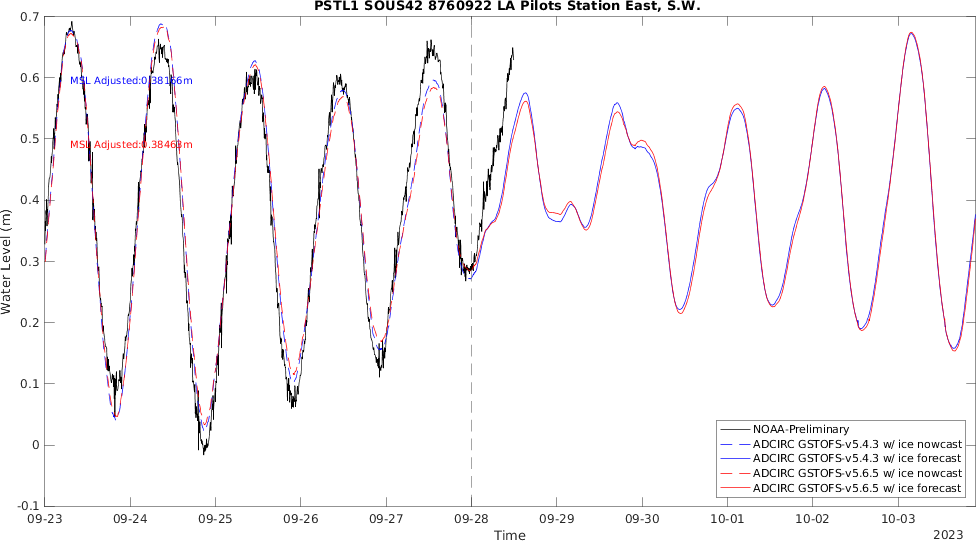 PSTL1 SOUS42 8760922 LA Pilots Station East, S.W.
0.7
0.6
0.5
0.4
0.3
0.2
0.1
0
-0.1
Water Level (m)
MSL Adjusted:0.38166m
MSL Adjusted:0.38463m
NOAA-Preliminary
ADCIRC GSTOFS-v5.4.3 w/ ice nowcast
ADCIRC GSTOFS-v5.4.3 w/ ice forecast
ADCIRC GSTOFS-v5.6.5 w/ ice nowcast
ADCIRC GSTOFS-v5.6.5 w/ ice forecast
09-23 09-24 09-25 09-26 09-27 09-28 09-29 09-30 10-01 10-02 10-03
Time
2023